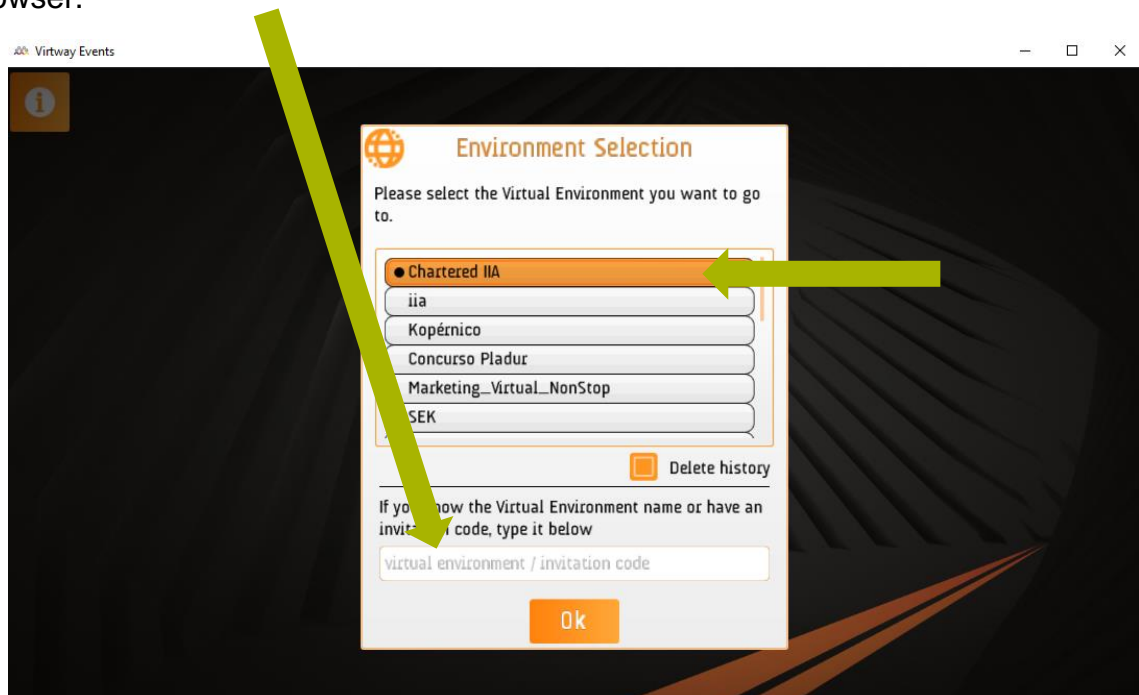 Virtway Events
Environment Selection
Please select the Virtual Environment you want to go
to.
Chartered IIA
iia
Kopérnico
Concurso Pladur
Marketing_Virtual_NonStop
SEK
Delete history
If you know the Virtual Environment name or have an
code, type it below
virtual environment / invitation code
Ok